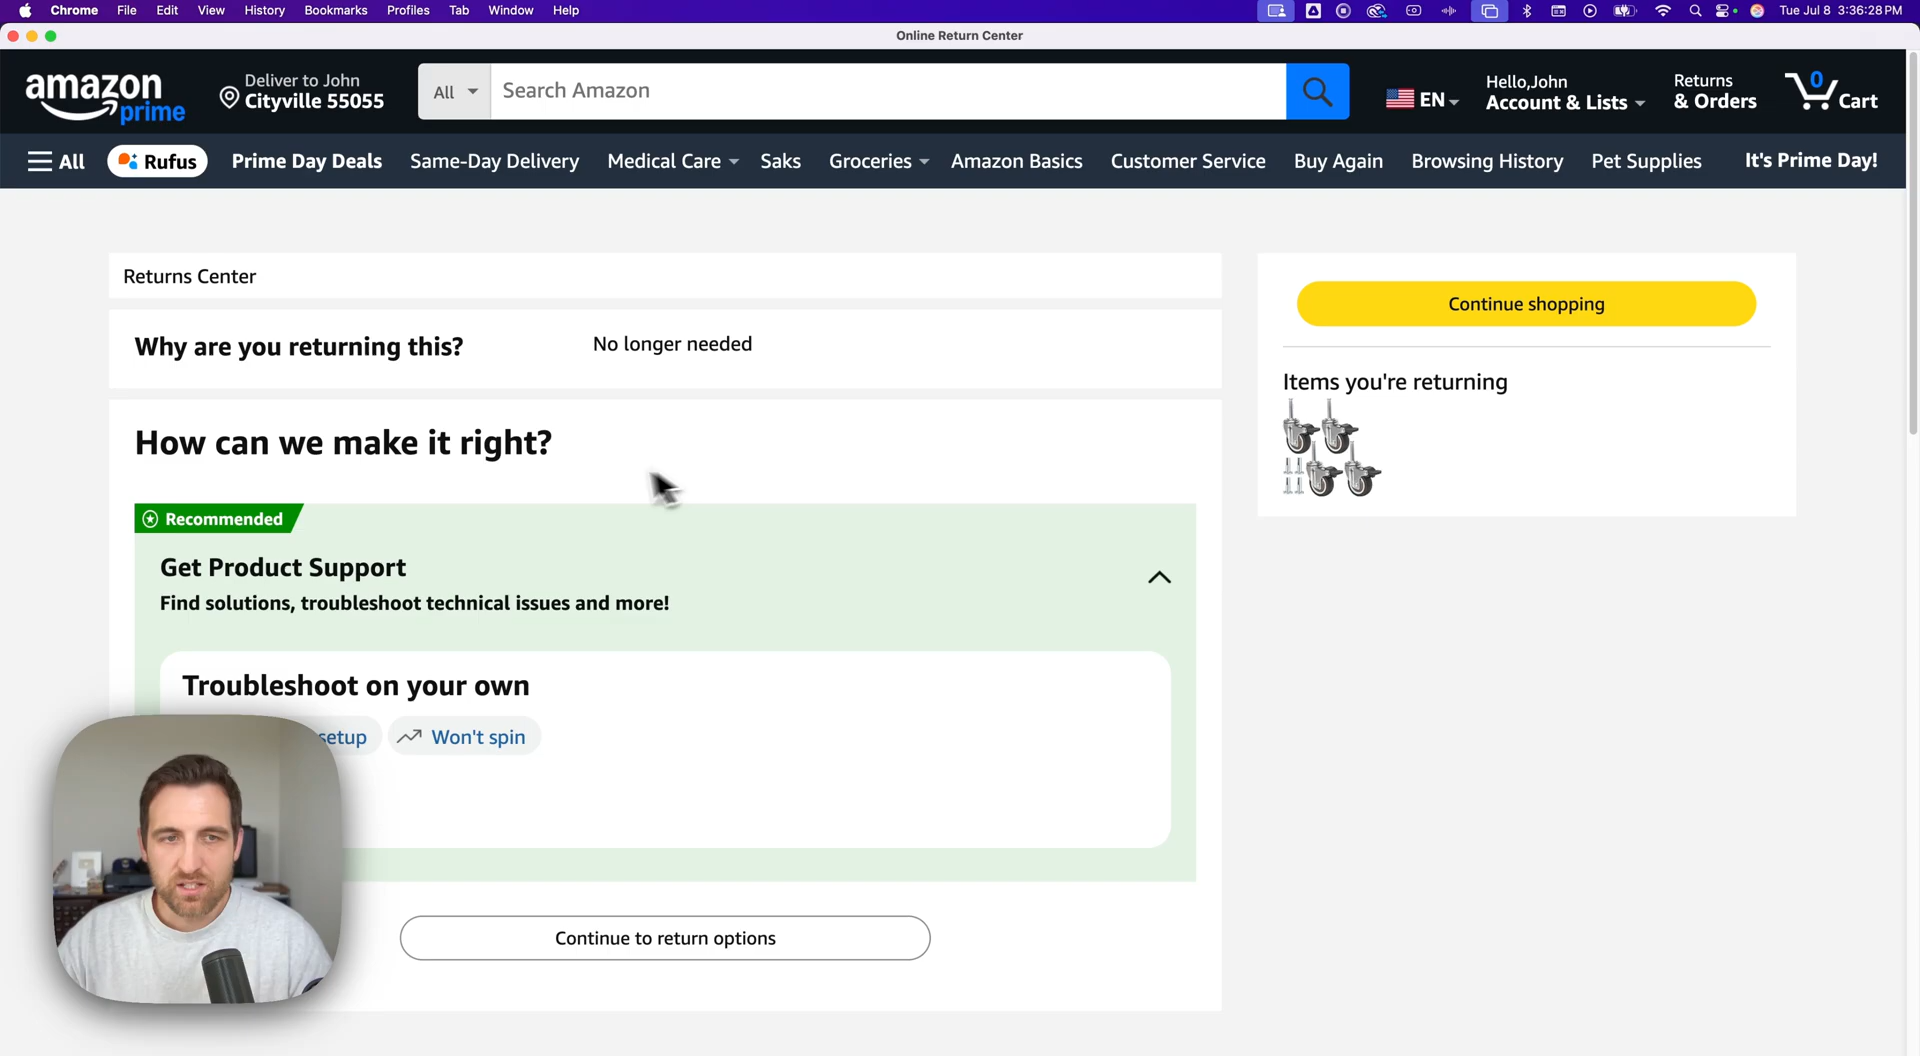 Chrome File Edit View History Bookmarks Profiles Tab Window Help Tue Jul 8 3:36:28 PM
Online Return Center
amazon prime
Deliver to John
Cityville 55055
All
Search Amazon
EN
Hello,John
Account & Lists
Returns
& Orders
0
Cart
All Rufus Prime Day Deals Same-Day Delivery Medical Care Saks Groceries Amazon Basics Customer Service Buy Again Browsing History Pet Supplies It's Prime Day!
Returns Center
Why are you returning this? No longer needed
How can we make it right?
Recommended
Get Product Support
Find solutions, troubleshoot technical issues and more!
Troubleshoot on your own
setup Won't spin
Continue to return options
Continue shopping
Items you're returning